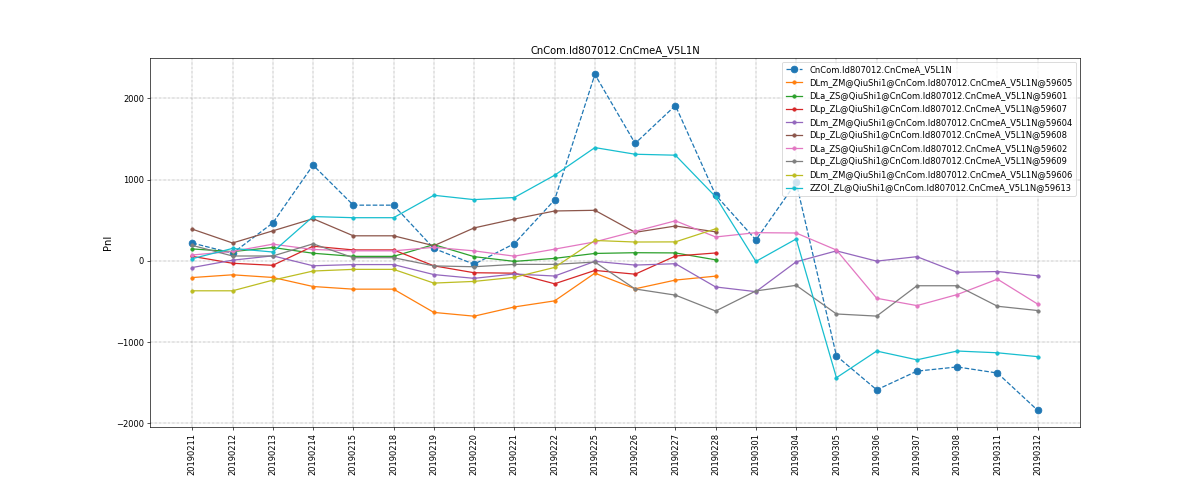 CnCom.Id807012.CnCmeA_V5L1N
CnCom.Id807012.CnCmeA_V5L1N
DLm_ZM@QiuShi1@CnCom.Id807012.CnCmeA_V5L1N@59605
DLa_ZS@QiuShi1@CnCom.Id807012.CnCmeA_V5L1N@59601
DLp_ZL@QiuShi1@CnCom.Id807012.CnCmeA_V5L1N@59607
DLm_ZM@QiuShi1@CnCom.Id807012.CnCmeA_V5L1N@59604
DLp_ZL@QiuShi1@CnCom.Id807012.CnCmeA_V5L1N@59608
DLa_ZS@QiuShi1@CnCom.Id807012.CnCmeA_V5L1N@59602
DLp_ZL@QiuShi1@CnCom.Id807012.CnCmeA_V5L1N@59609
DLm_ZM@QiuShi1@CnCom.Id807012.CnCmeA_V5L1N@59606
ZZOI_ZL@QiuShi1@CnCom.Id807012.CnCmeA_V5L1N@59613
Pnl
2000
1000
0
−1000
−2000
20190211
20190212
20190213
20190214
20190215
20190218
20190219
20190220
20190221
20190222
20190225
20190226
20190227
20190228
20190301
20190304
20190305
20190306
20190307
20190308
20190311
20190312